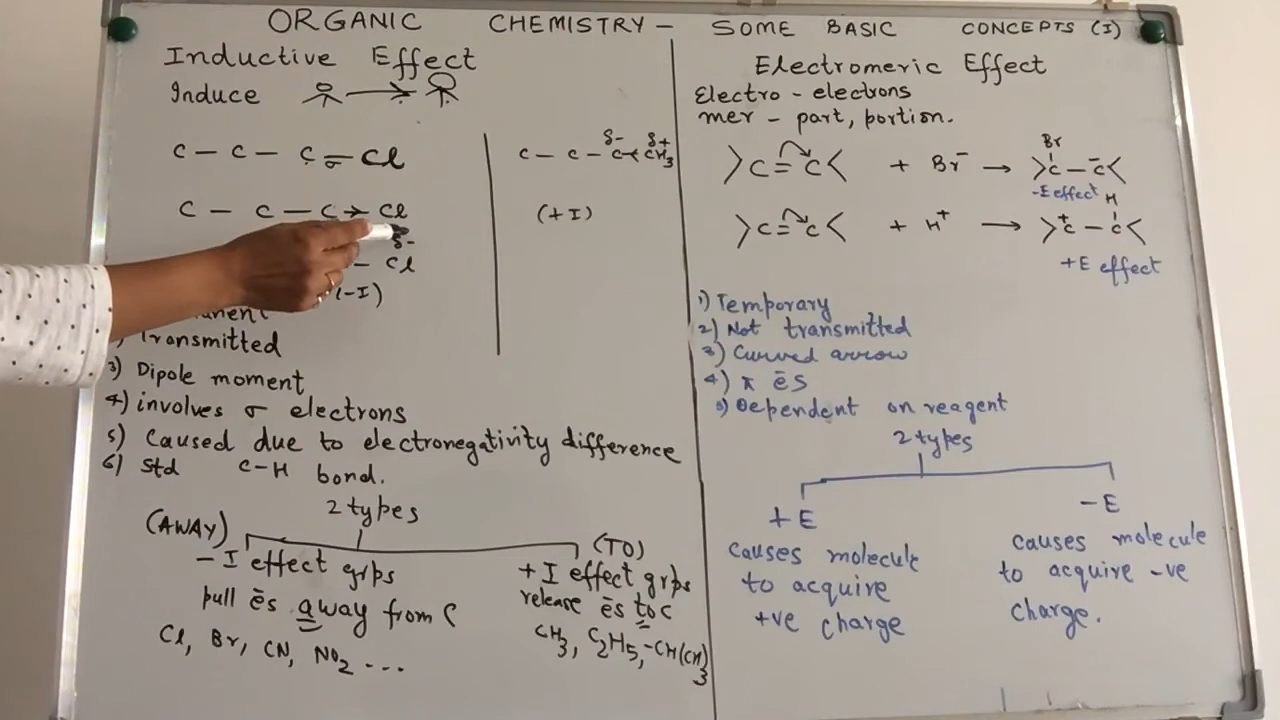 ORGANIC CHEMISTRY – SOME BASIC CONCEPTS (I)
Inductive Effect
Induce
C – C – C = Cl
C – C – C → Cl
δ-
– Cl
(-I)
transmitted
3) Dipole moment
4) involves σ electrons
5) Caused due to electronegativity difference
6) Std C-H bond.
2 types
(AWAY)
- I effect grps
pull ēs away from C
Cl, Br, CN, NO2 ...
(TO)
+ I effect grps
release ēs to C
CH3, C2H5, -CH(CH)3
δ- δ+
C – C – C ← CH3
(+I)
Electromeric Effect
Electro - electrons
mer - part, portion.
>C = C< + Br⁻ → >C – C̄<
Br
-E effect
H
>C = C< + H⁺ → >C⁺ – C<
+E effect
1) Temporary
2) Not transmitted
3) Curved arrow
4) π ēs
5) Dependent on reagent
2 types
+ E
causes molecule
to acquire
+ve charge
- E
causes molecule
to acquire -ve
charge.